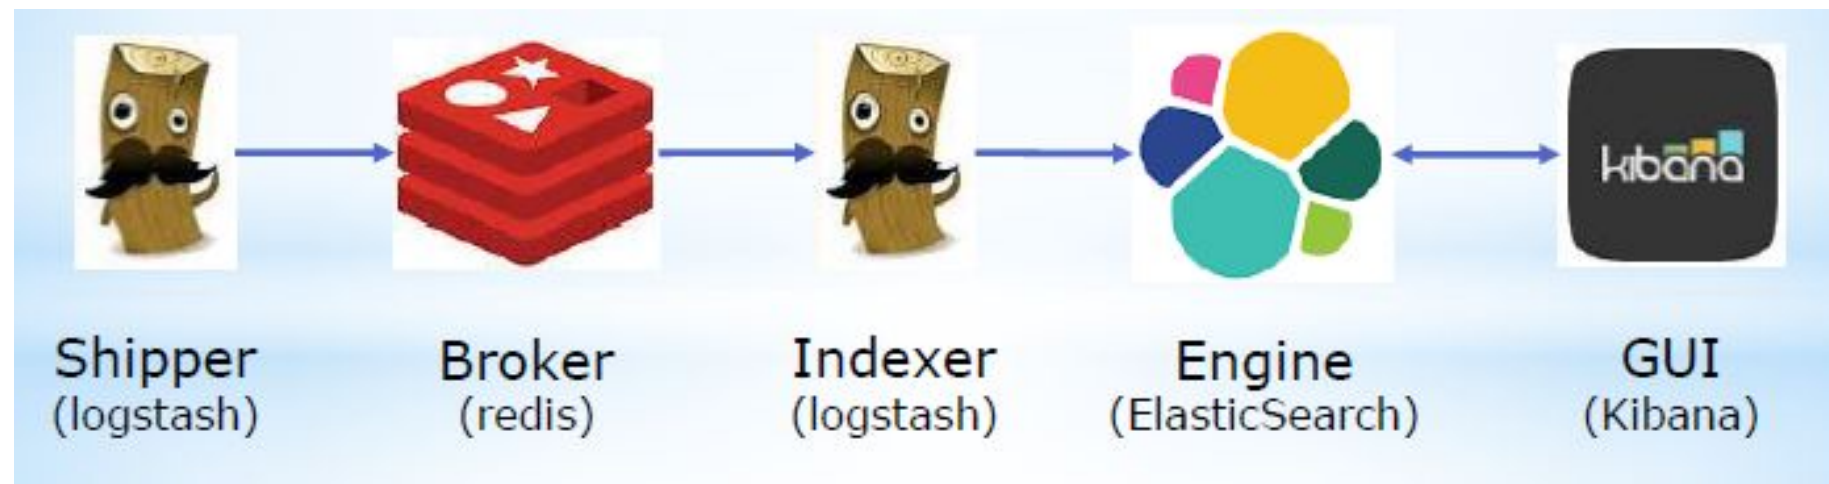 kibana
Shipper
(logstash)
Broker
(redis)
Indexer
(logstash)
Engine
(ElasticSearch)
GUI
(Kibana)